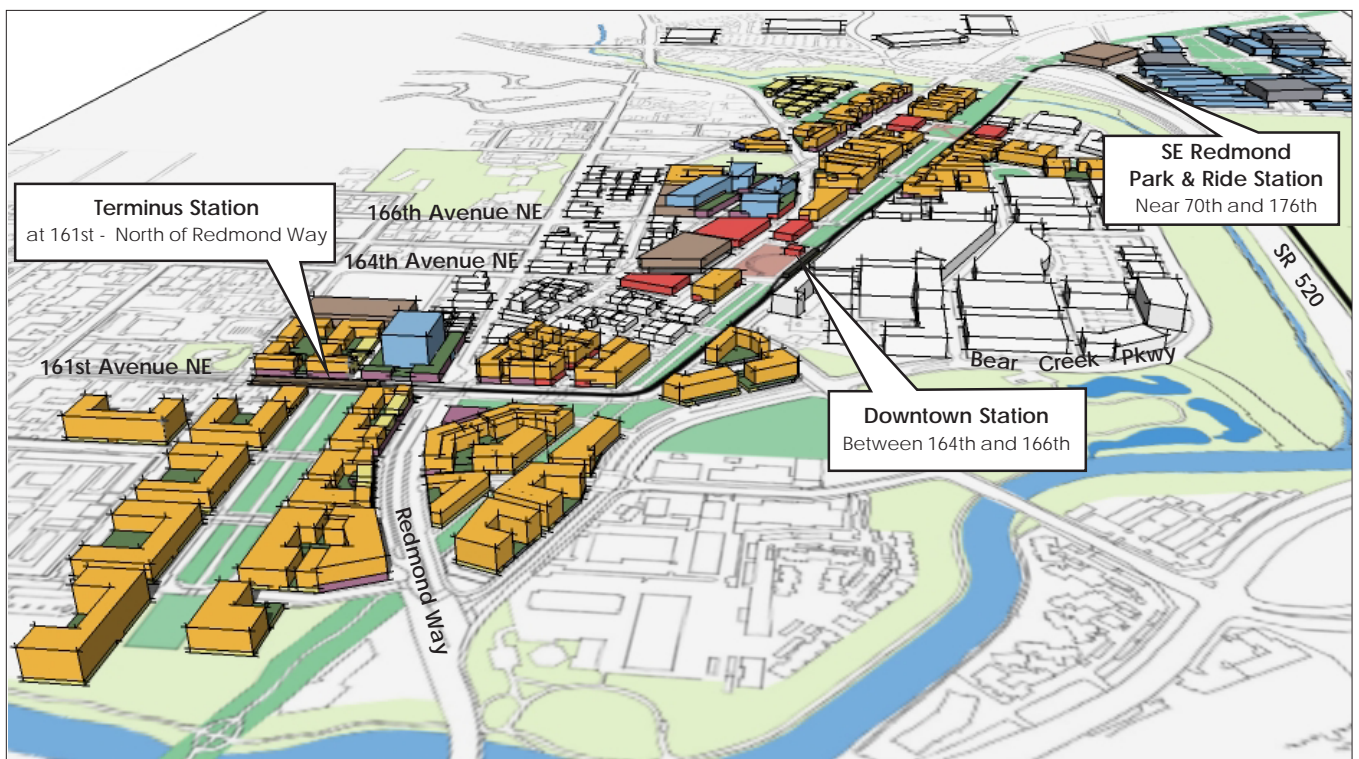 SE Redmond
Park & Ride Station
Near 70th and 176th
Terminus Station
at 161st - North of Redmond Way
166th Avenue NE
164th Avenue NE
SR 520
161st Avenue NE
Bear Creek Pkwy
Downtown Station
Between 164th and 166th
Redmond Way